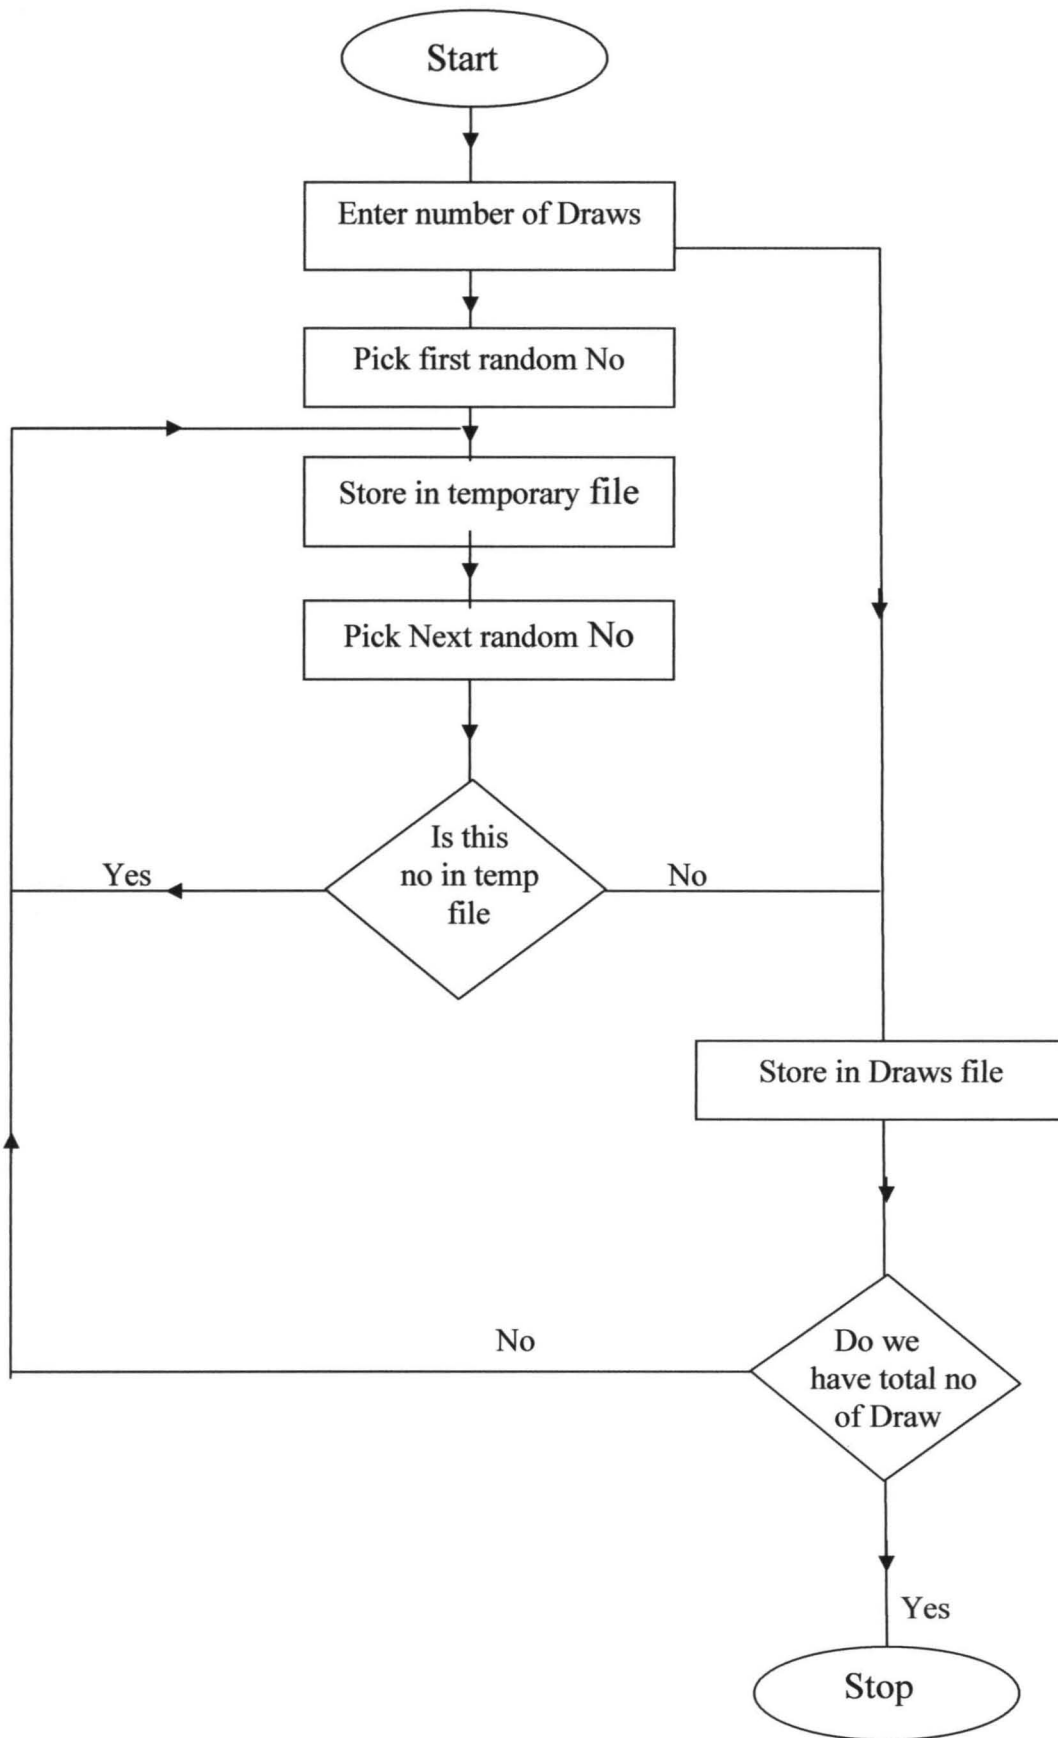 Start
Enter number of Draws
Pick first random No
Store in temporary file
Pick Next random No
Is this
no in temp
file
Yes
No
Store in Draws file
No
Do we
have total no
of Draw
Yes
Stop